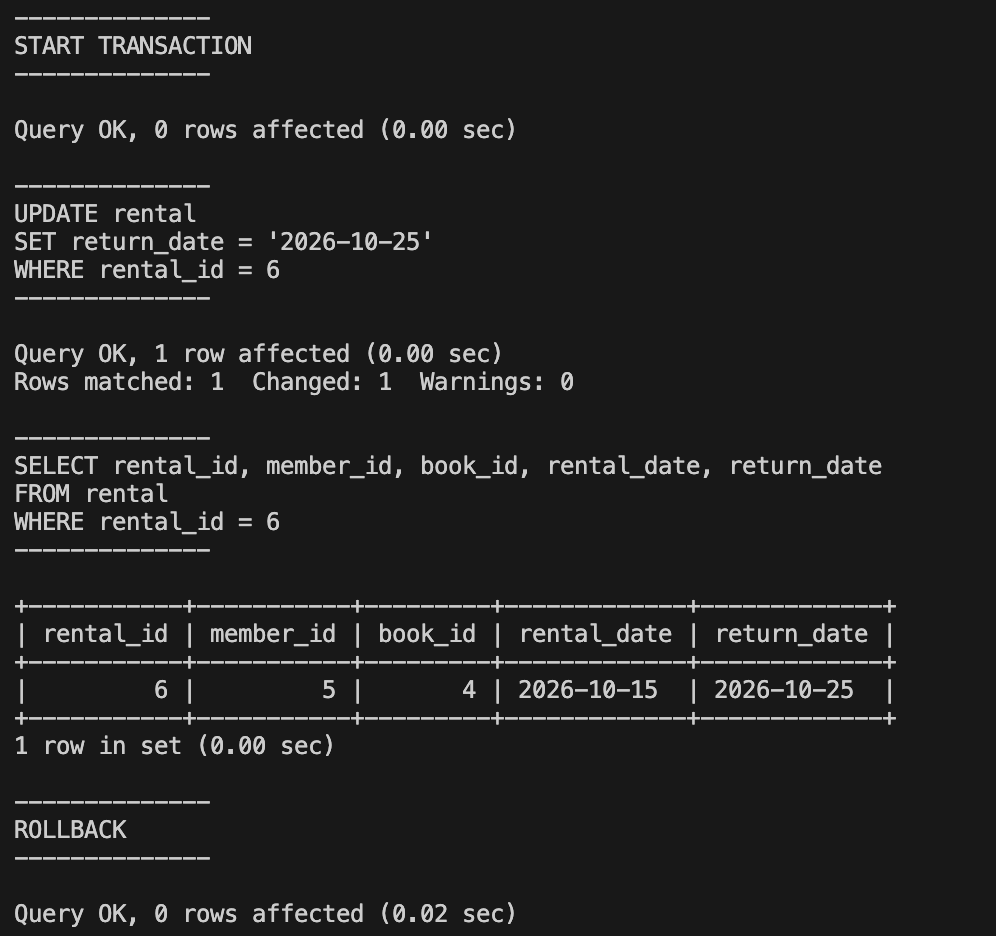 --------------
START TRANSACTION
--------------
Query OK, 0 rows affected (0.00 sec)
--------------
UPDATE rental
SET return_date = '2026-10-25'
WHERE rental_id = 6
--------------
Query OK, 1 row affected (0.00 sec)
Rows matched: 1  Changed: 1  Warnings: 0
--------------
SELECT rental_id, member_id, book_id, rental_date, return_date
FROM rental
WHERE rental_id = 6
--------------
+-----------+-----------+---------+-------------+-------------+
| rental_id | member_id | book_id | rental_date | return_date |
+-----------+-----------+---------+-------------+-------------+
|         6 |         5 |       4 | 2026-10-15  | 2026-10-25  |
+-----------+-----------+---------+-------------+-------------+
1 row in set (0.00 sec)
--------------
ROLLBACK
--------------
Query OK, 0 rows affected (0.02 sec)